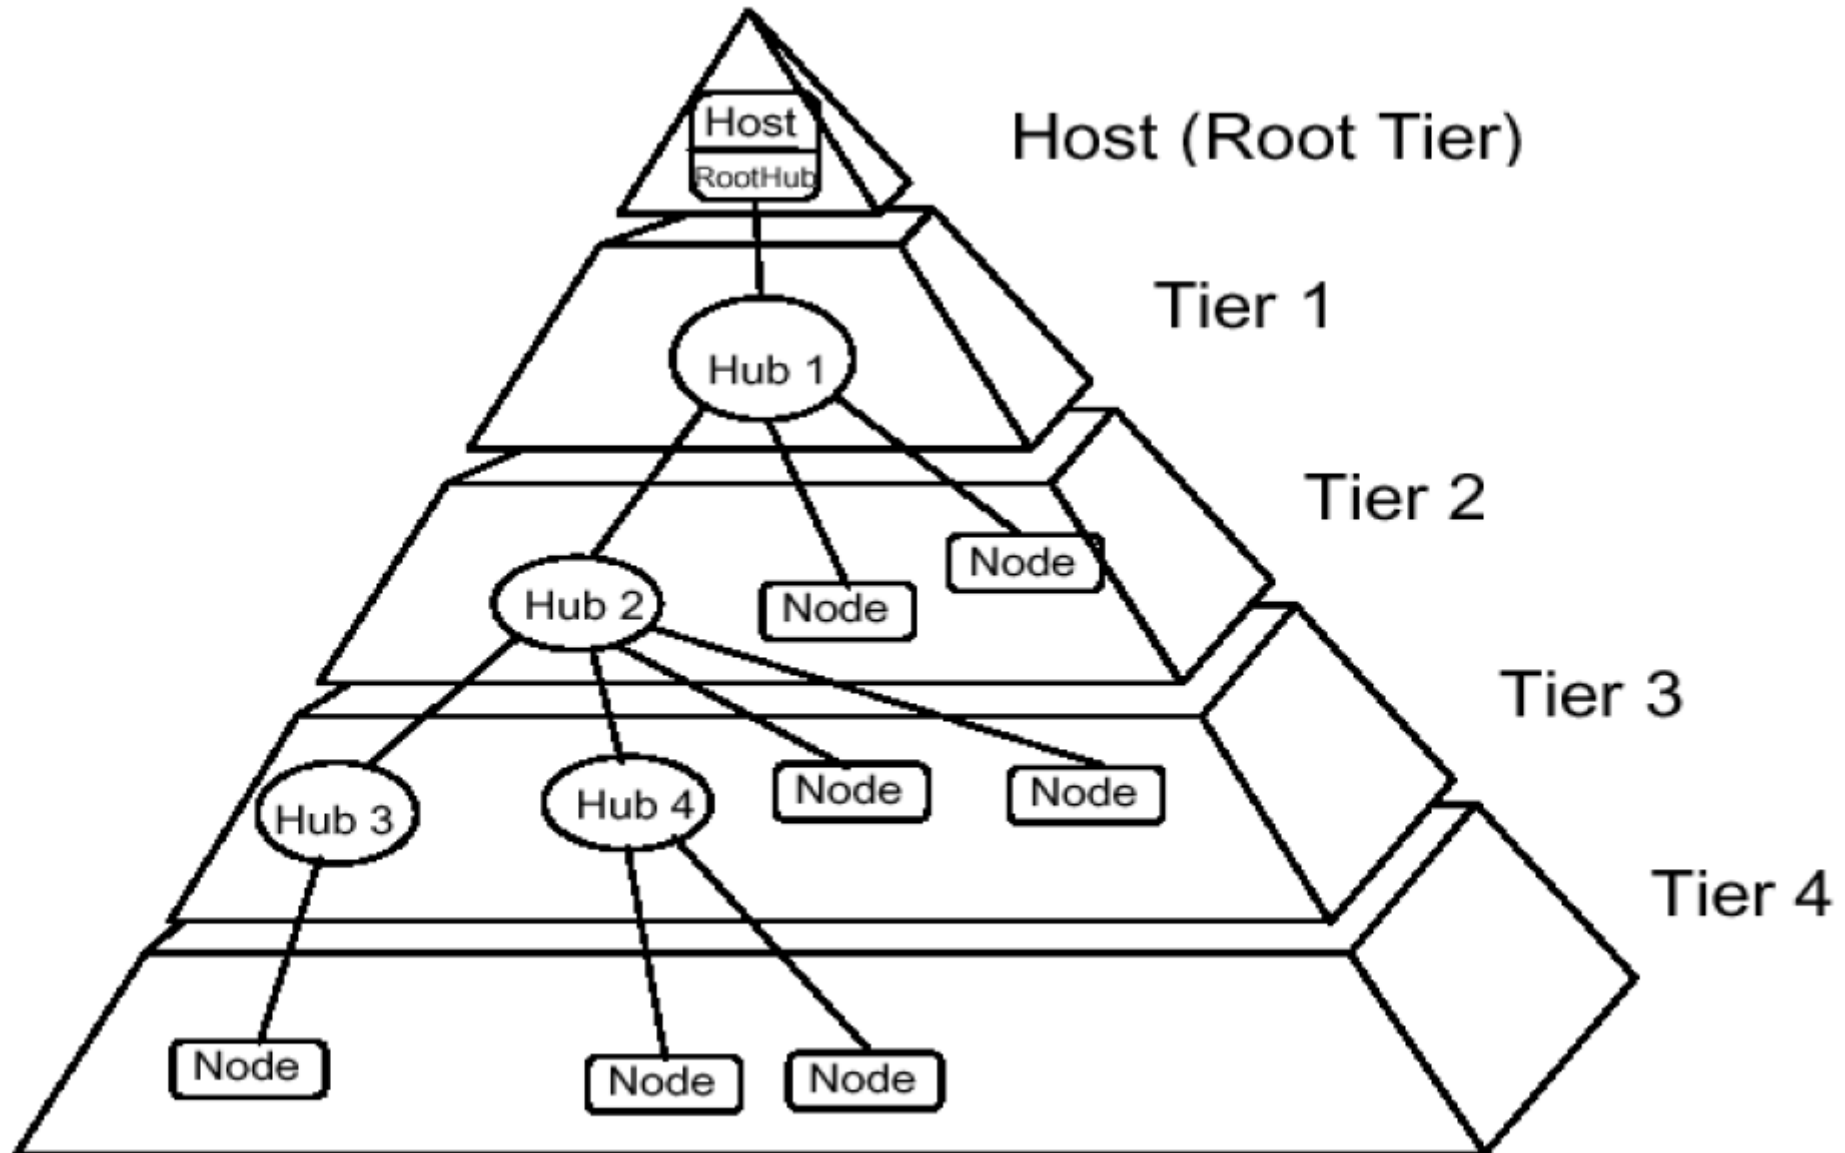 Host
RootHub
Host (Root Tier)
Hub 1
Tier 1
Hub 2
Node
Node
Tier 2
Hub 3
Hub 4
Node
Node
Tier 3
Node
Node
Node
Tier 4